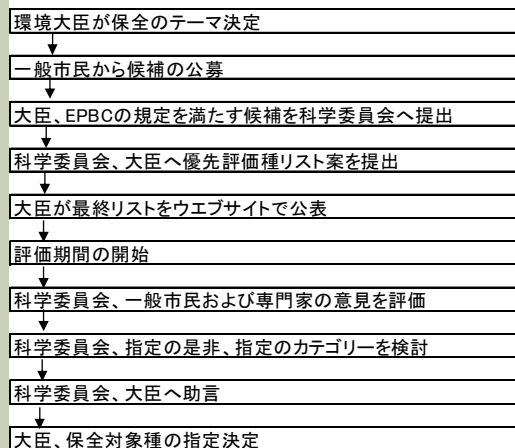 環境大臣が保全のテーマ決定
一般市民から候補の公募
大臣、EPBCの規定を満たす候補を科学委員会へ提出
科学委員会、大臣へ優先評価種リスト案を提出
大臣が最終リストをウエブサイトで公表
評価期間の開始
科学委員会、一般市民および専門家の意見を評価
科学委員会、指定の是非、指定のカテゴリーを検討
科学委員会、大臣へ助言
大臣、保全対象種の指定決定